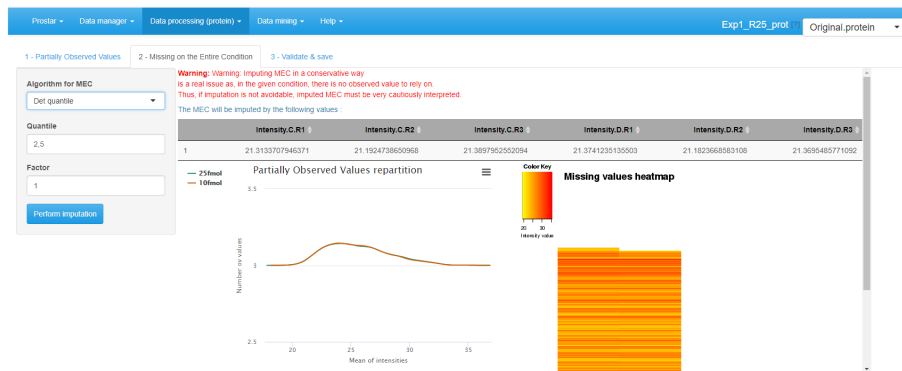 Prostar Data manager Data processing (protein) Data mining Help Exp1_R25_prot Original.protein
1 - Partially Observed Values 2 - Missing on the Entire Condition 3 - Validate & save
Algorithm for MEC
Det quantile
Quantile
2,5
Factor
1
Perform imputation
Warning: Warning: Imputing MEC in a conservative way
is a real issue as, in the given condition, there is no observed value to rely on.
Thus, if imputation is not avoidable, imputed MEC must be very cautiously interpreted.
The MEC will be imputed by the following values :
Intensity.C.R1 Intensity.C.R2 Intensity.C.R3 Intensity.D.R1 Intensity.D.R2 Intensity.D.R3
1 21.3133707946371 21.1924738650968 21.3897952552094 21.3741235135503 21.1823668583108 21.3695485771092
25fmol
10fmol
Partially Observed Values repartition
3.5
3
2.5
Number ov values
20 25 30 35
Mean of intensities
Color Key
20 30
Intensity value
Missing values heatmap